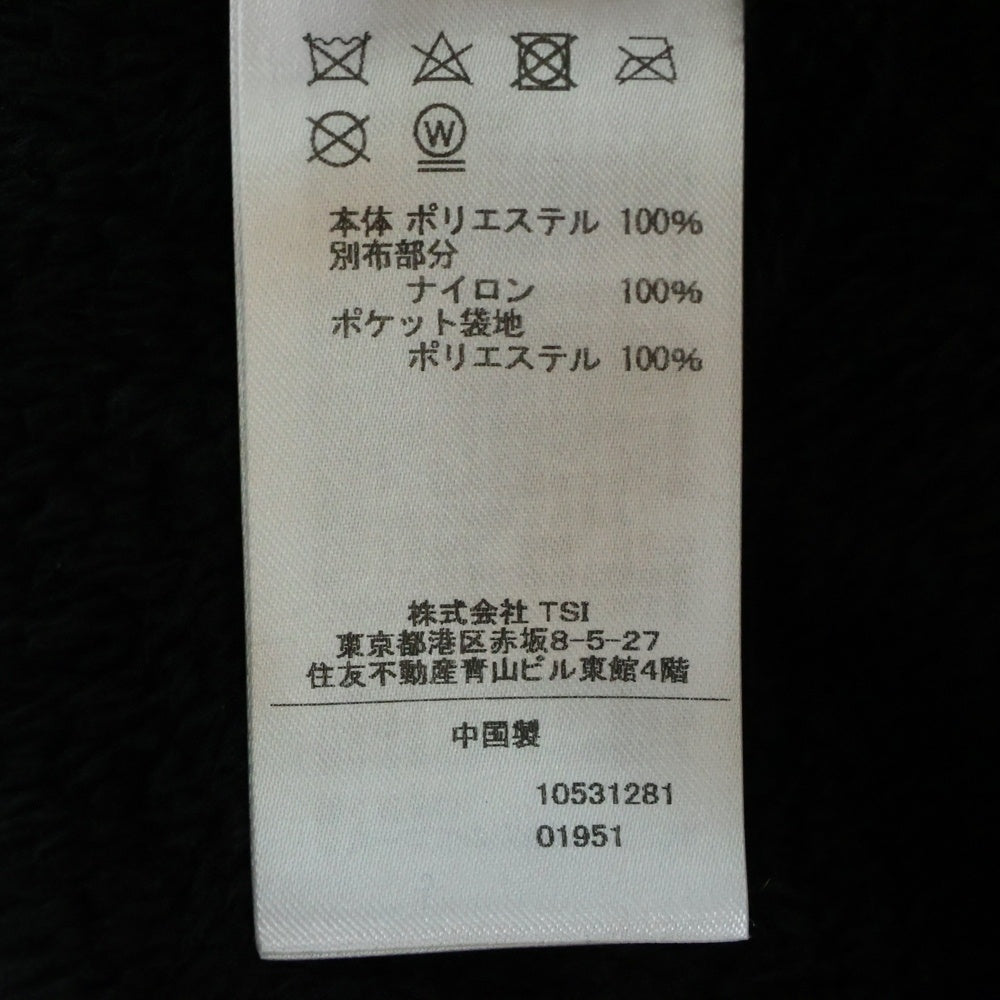 W
本体 ポリエステル 100%
別布部分
ナイロン 100%
ポケット袋地
ポリエステル 100%
株式会社 TSI
東京都港区赤坂8-5-27
住友不動産青山ビル東館4階
中国製
10531281
01951